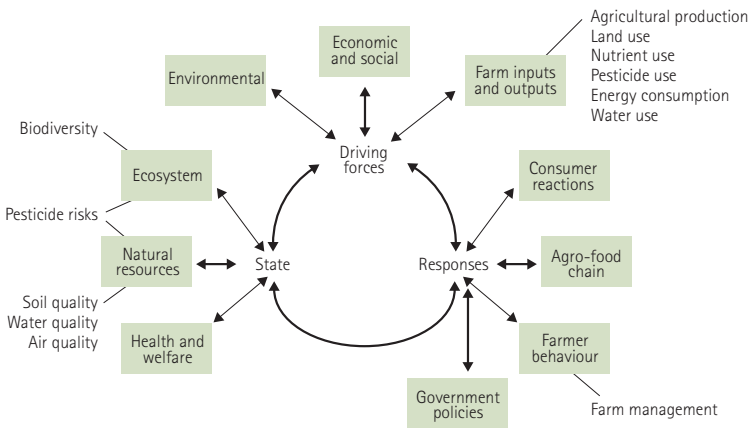 Agricultural production
Land use
Nutrient use
Pesticide use
Energy consumption
Water use
Economic
and social
Environmental
Farm inputs
and outputs
Biodiversity
Driving
forces
Ecosystem
Consumer
reactions
Pesticide risks
Natural
resources
State
Responses
Agro-food
chain
Soil quality
Water quality
Air quality
Health and
welfare
Farmer
behaviour
Government
policies
Farm management